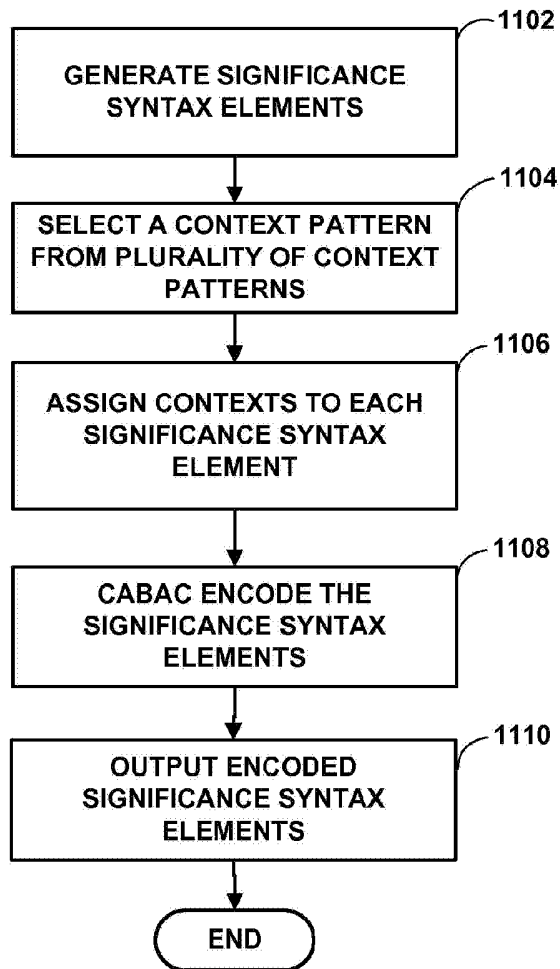 1102
GENERATE SIGNIFICANCE
SYNTAX ELEMENTS
1104
SELECT A CONTEXT PATTERN
FROM PLURALITY OF CONTEXT
PATTERNS
1106
ASSIGN CONTEXTS TO EACH
SIGNIFICANCE SYNTAX
ELEMENT
1108
CABAC ENCODE THE
SIGNIFICANCE SYNTAX
ELEMENTS
1110
OUTPUT ENCODED
SIGNIFICANCE SYNTAX
ELEMENTS
END